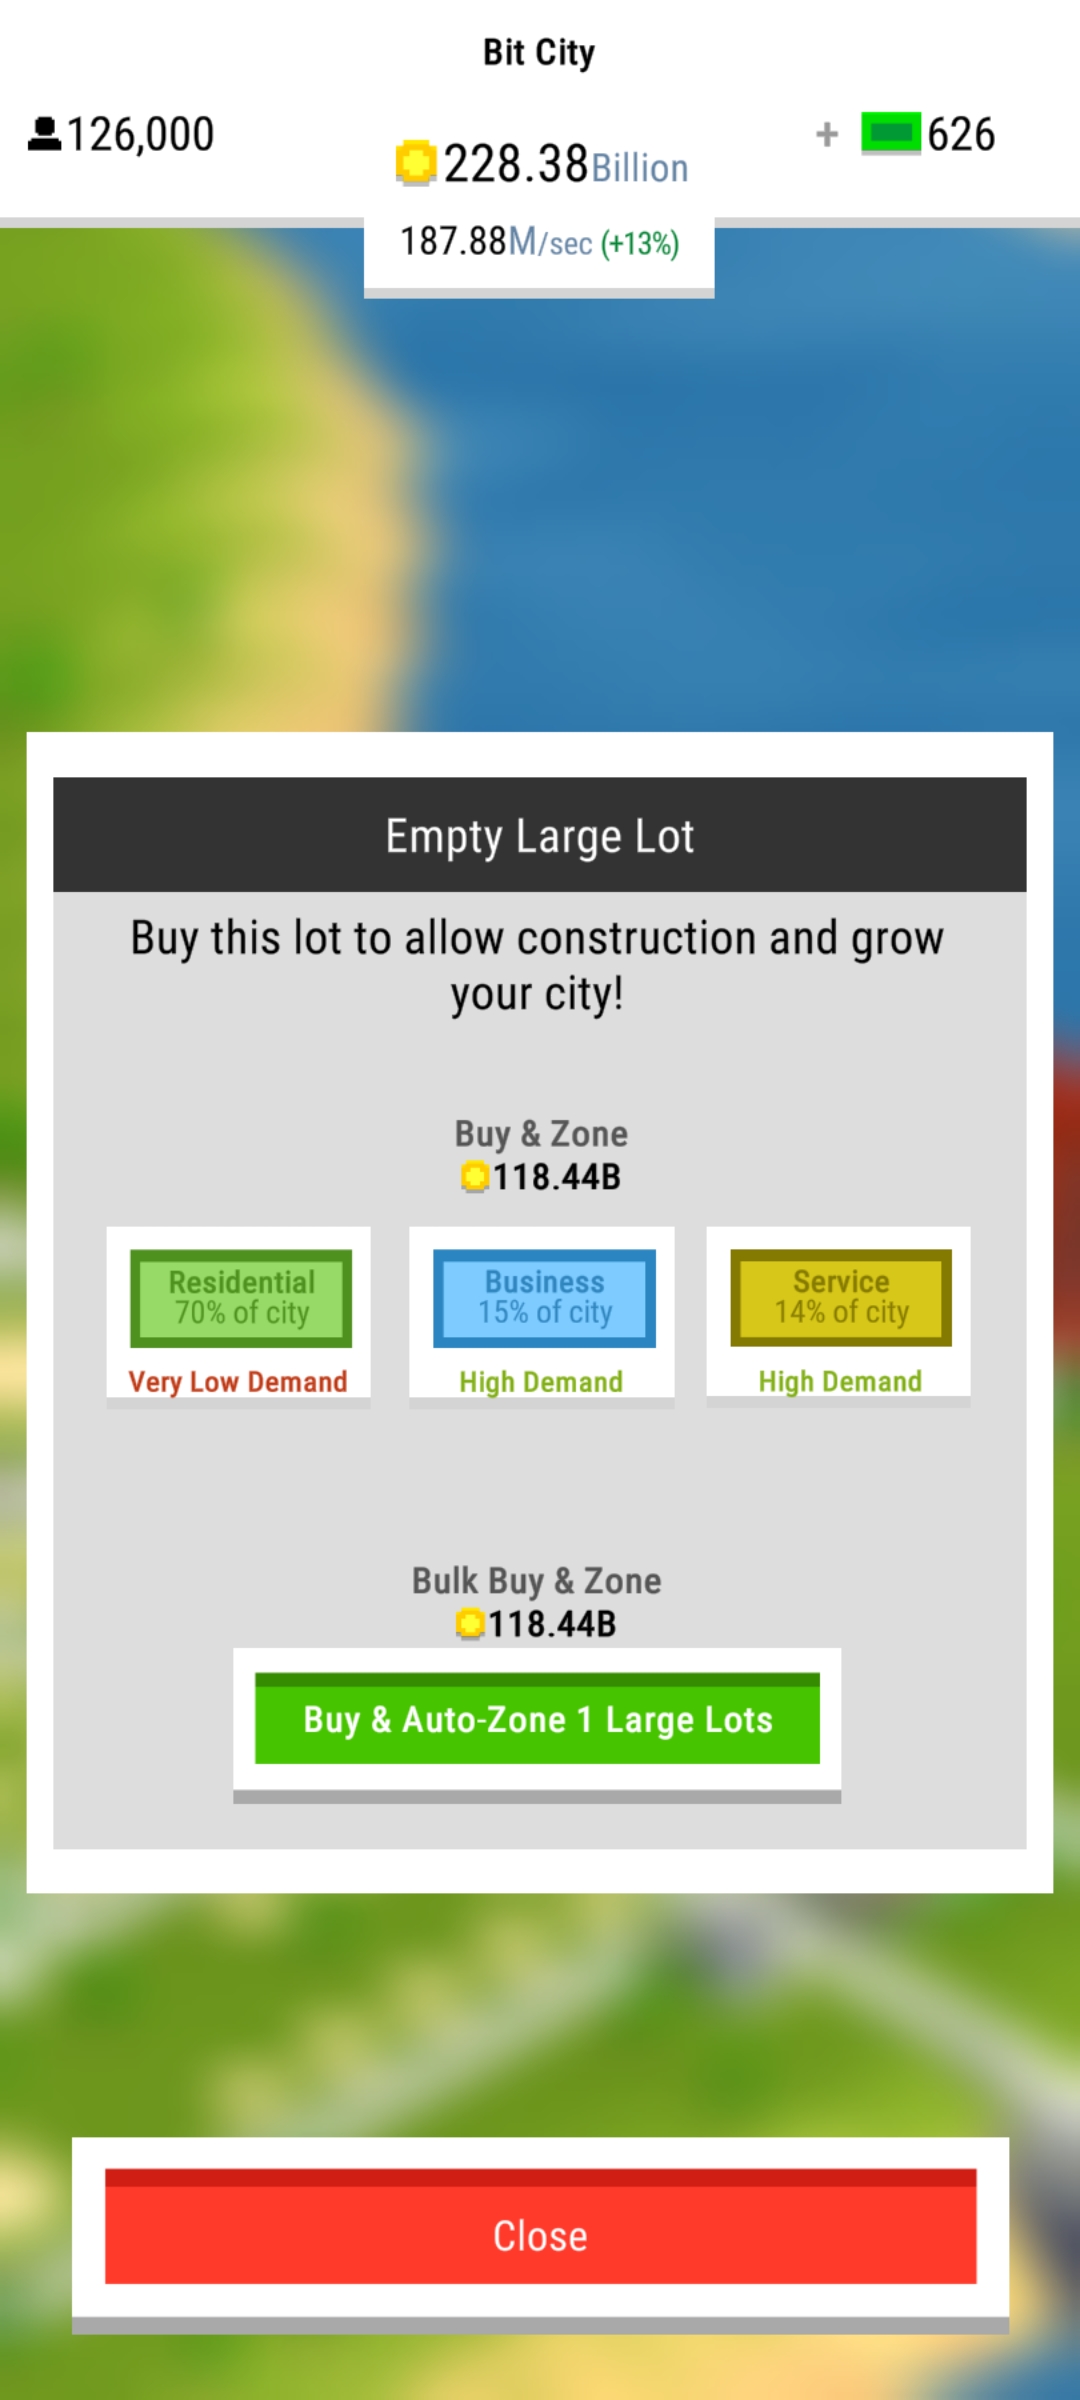 Bit City
126,000
228.38Billion
+ 626
187.88M/sec (+13%)
Empty Large Lot
Buy this lot to allow construction and grow
your city!
Buy & Zone
118.44B
Residential
70% of city
Very Low Demand
Business
15% of city
High Demand
Service
14% of city
High Demand
Bulk Buy & Zone
118.44B
Buy & Auto-Zone 1 Large Lots
Close